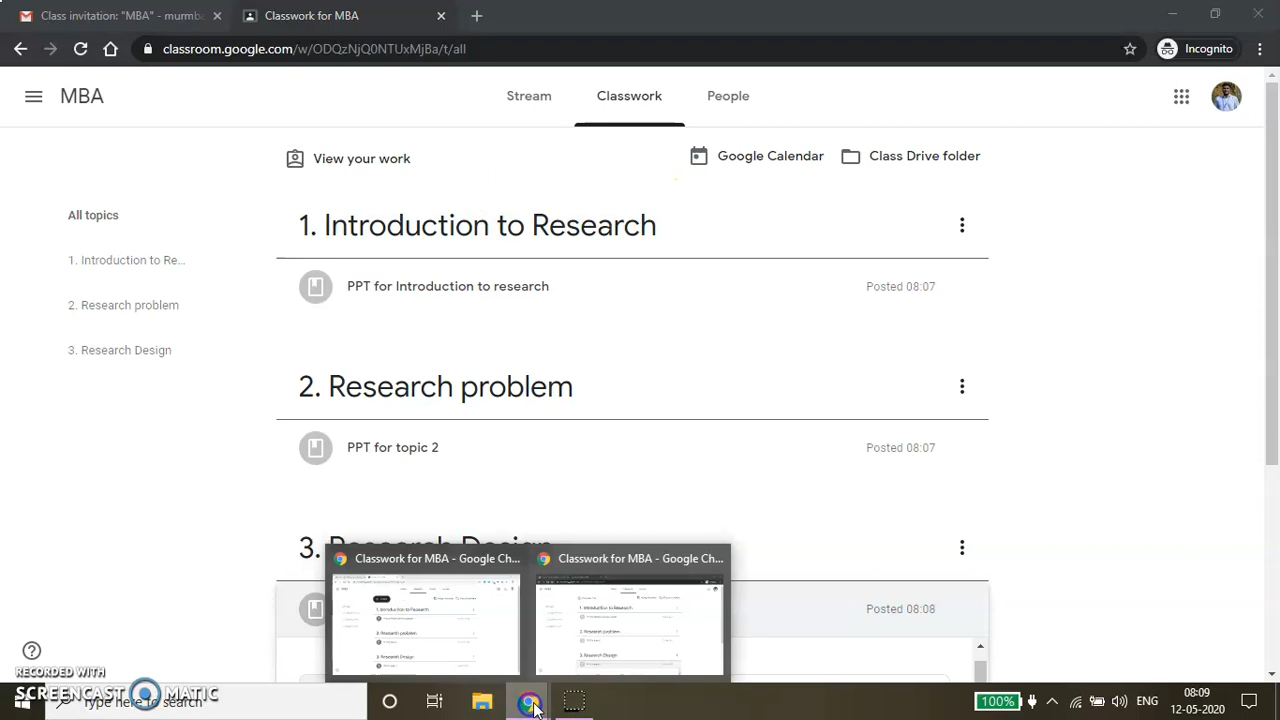 Class invitation: "MBA" - murmb
Classwork for MBA
classroom.google.com/w/ODQzNjQ0NTUxMjBa/t/all
Incognito
MBA
Stream
Classwork
People
View your work
Google Calendar
Class Drive folder
All topics
1. Introduction to Re...
2. Research problem
3. Research Design
1. Introduction to Research
PPT for Introduction to research
Posted 08:07
2. Research problem
PPT for topic 2
Posted 08:07
3. Research Design
Posted 08:08
Classwork for MBA - Google Ch...
Classwork for MBA - Google Ch...
RECORDED WITH
SCREENCAST MATIC
Type here to search
100%
ENG
08:09
12-05-2020